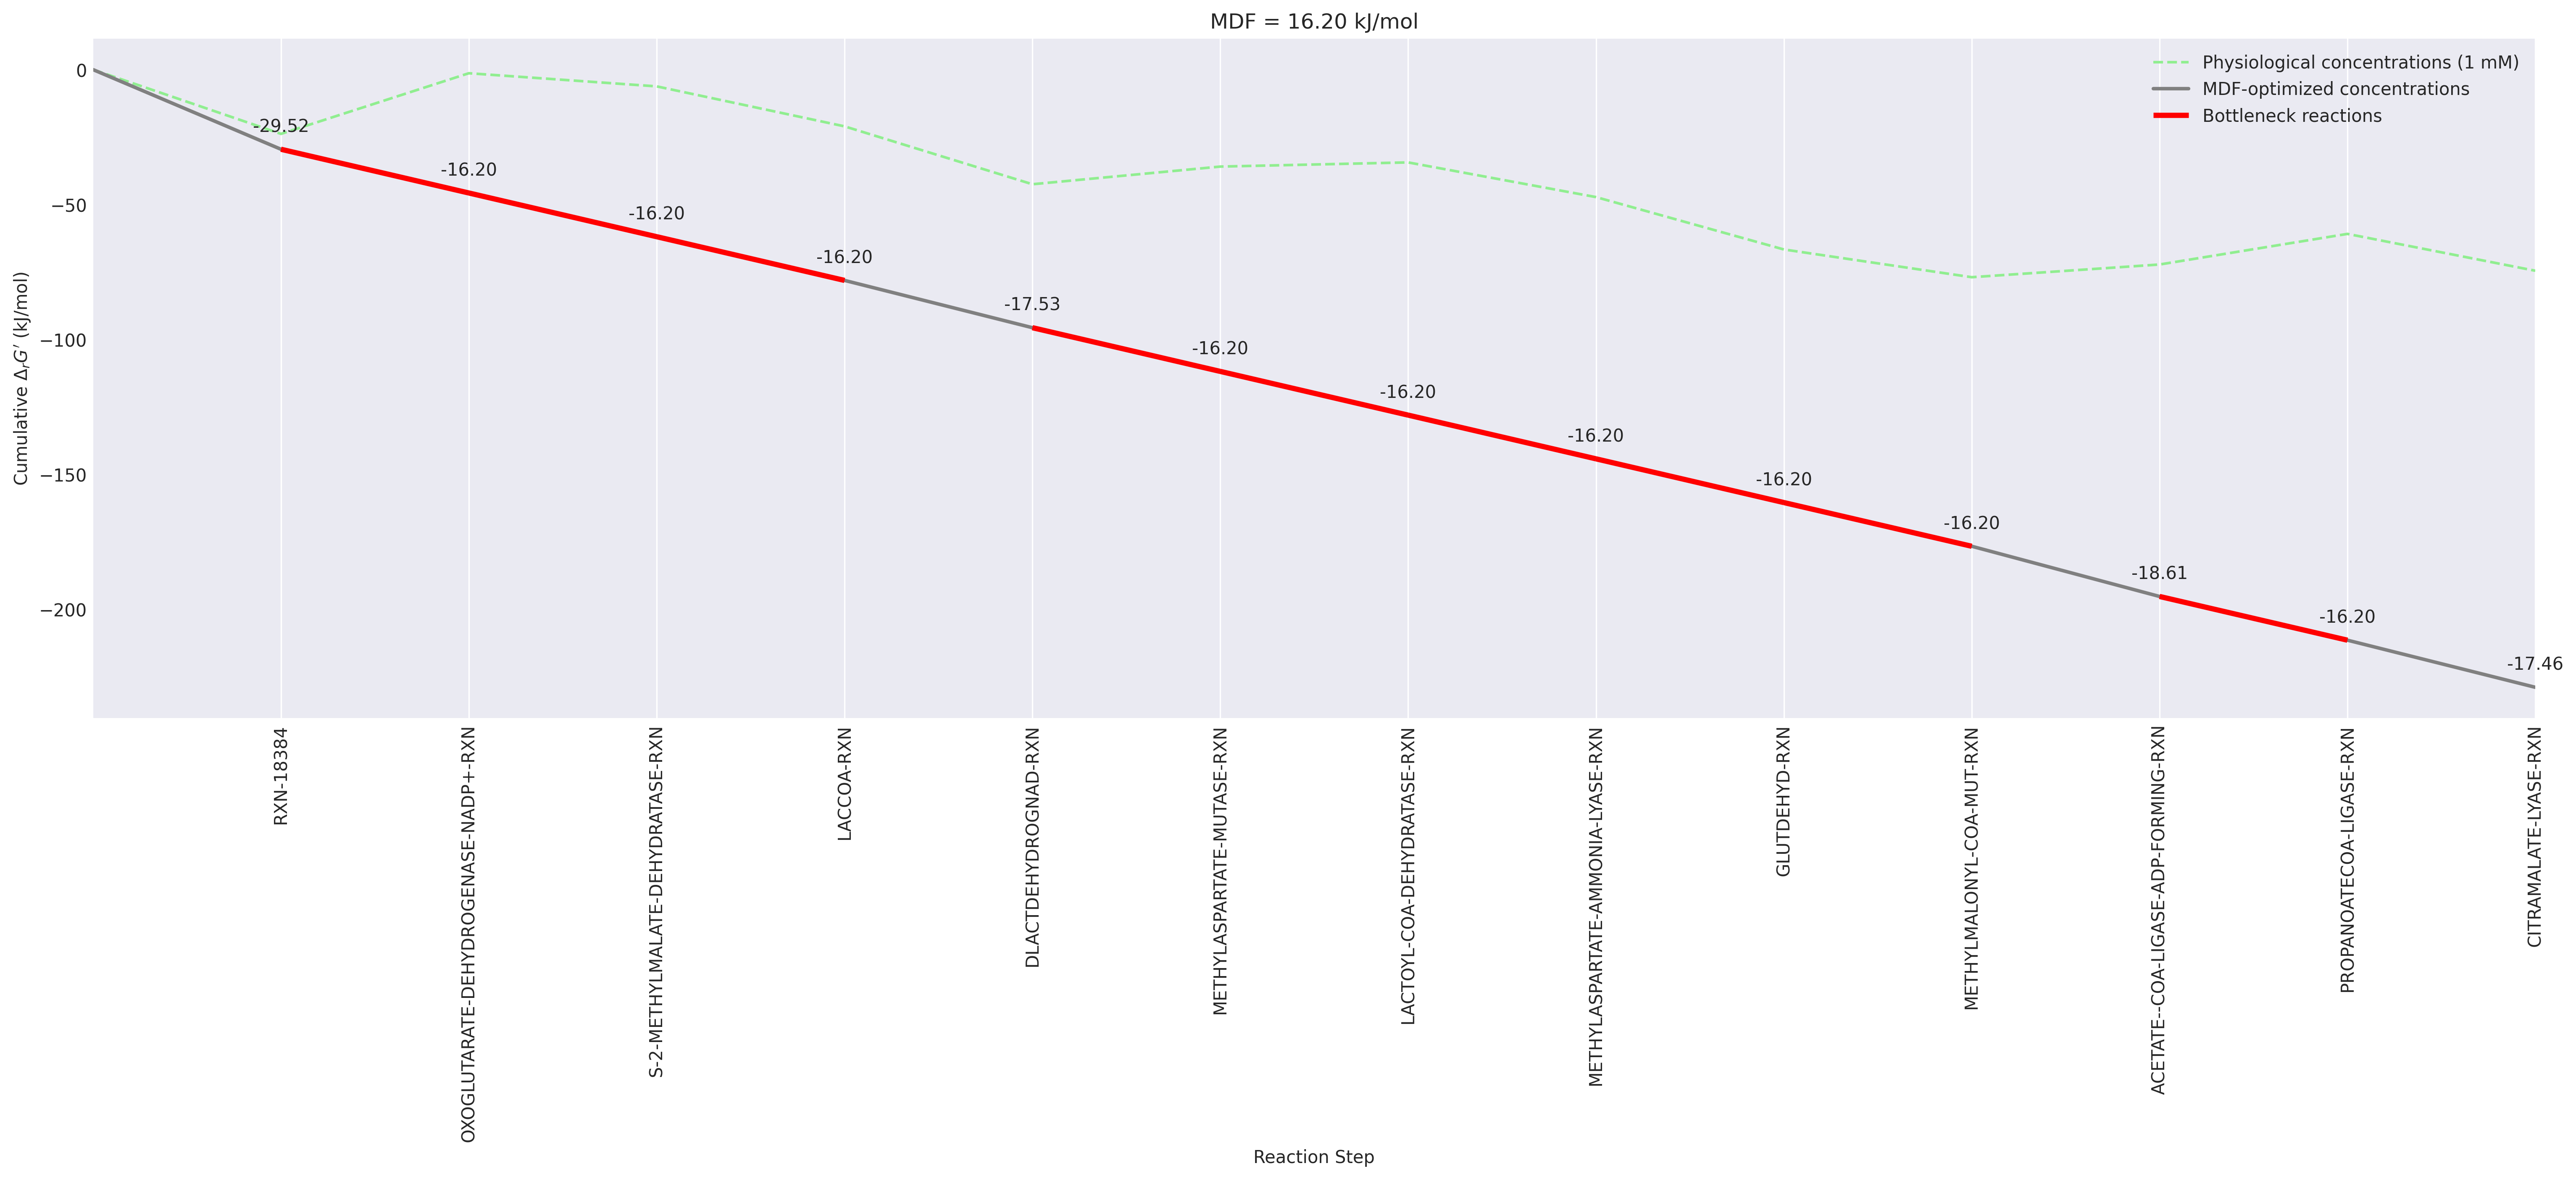 MDF = 16.20 kJ/mol
Physiological concentrations (1 mM)
MDF-optimized concentrations
Bottleneck reactions
Cumulative ΔrG′ (kJ/mol)
0
−50
−100
−150
−200
-29.52
-16.20
-16.20
-16.20
-17.53
-16.20
-16.20
-16.20
-16.20
-16.20
-18.61
-16.20
-17.46
RXN-18384
OXOGLUTARATE-DEHYDROGENASE-NADP+-RXN
S-2-METHYLMALATE-DEHYDRATASE-RXN
LACCOA-RXN
DLACTDEHYDROGNAD-RXN
METHYLASPARTATE-MUTASE-RXN
LACTOYL-COA-DEHYDRATASE-RXN
METHYLASPARTATE-AMMONIA-LYASE-RXN
GLUTDEHYD-RXN
METHYLMALONYL-COA-MUT-RXN
ACETATE--COA-LIGASE-ADP-FORMING-RXN
PROPANOATECOA-LIGASE-RXN
CITRAMALATE-LYASE-RXN
Reaction Step